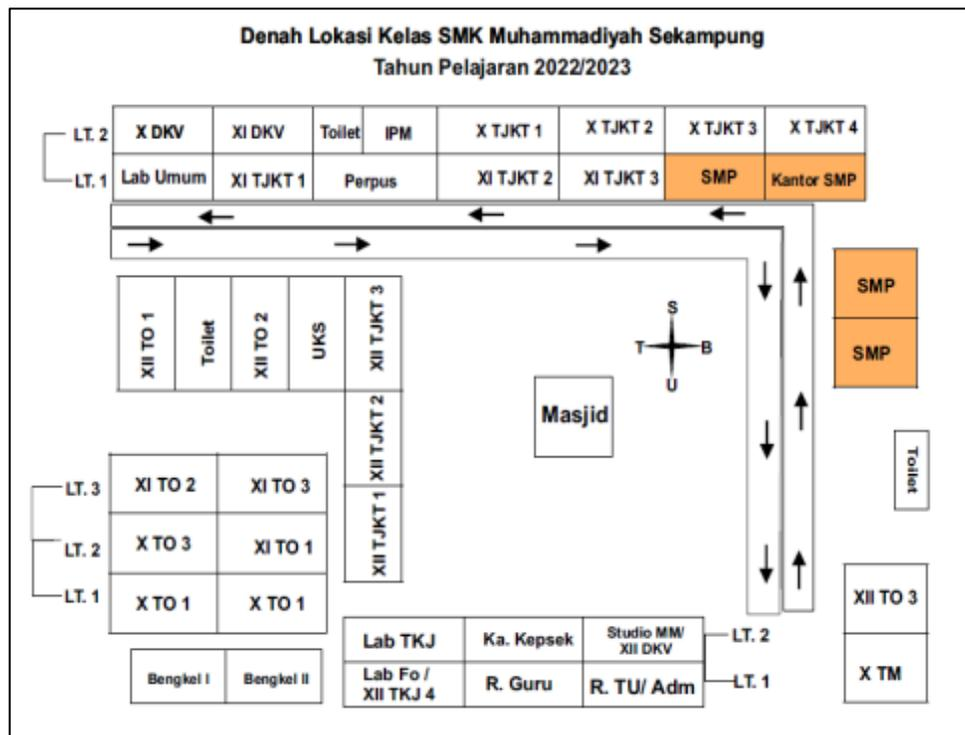 Denah Lokasi Kelas SMK Muhammadiyah Sekampung
Tahun Pelajaran 2022/2023
LT. 2 X DKV XI DKV Toilet IPM X TJKT 1 X TJKT 2 X TJKT 3 X TJKT 4
LT. 1 Lab Umum XI TJKT 1 Perpus XI TJKT 2 XI TJKT 3 SMP Kantor SMP
XII TO 1
Toilet
XII TO 2
UKS
XII TJKT 3
XII TJKT 2
XII TJKT 1
S
T B
U
Masjid
SMP
SMP
Toilet
LT. 3 XI TO 2 XI TO 3
LT. 2 X TO 3 XI TO 1
LT. 1 X TO 1 X TO 1
Bengkel I Bengkel II
Lab TKJ Ka. Kepsek Studio MM/
XII DKV LT. 2
Lab Fo /
XII TKJ 4 R. Guru R. TU/ Adm LT. 1
XII TO 3
X TM